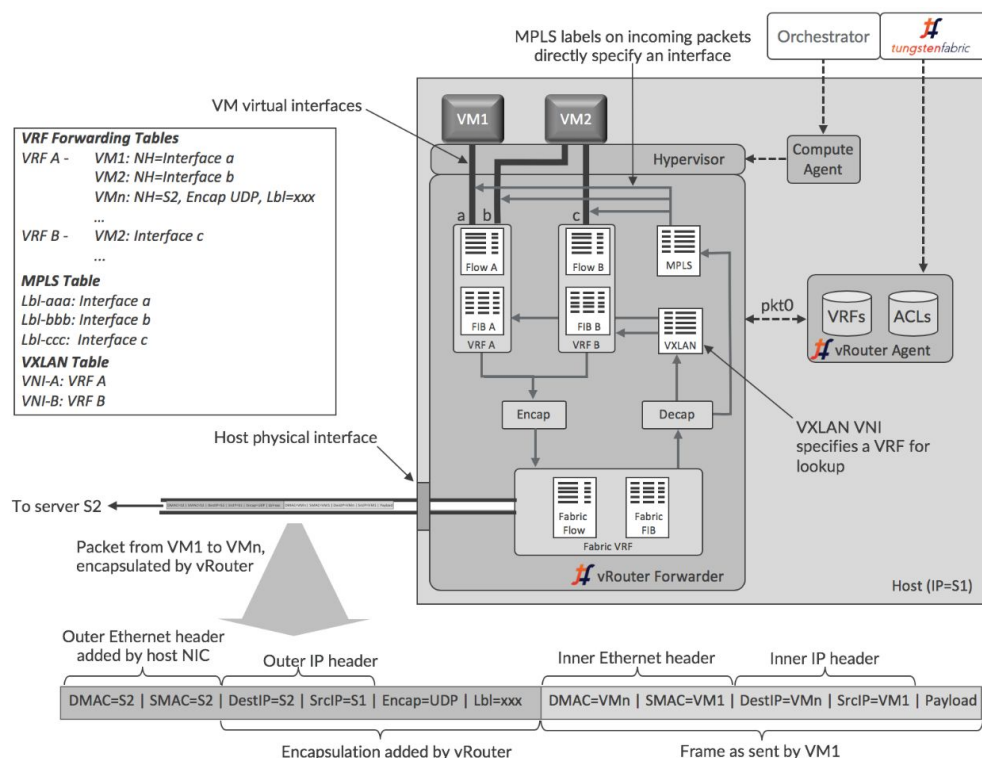 MPLS labels on incoming packets
directly specify an interface
Orchestrator
tungstenfabric
VM virtual interfaces
VM1
VM2
Hypervisor
Compute
Agent
VRF Forwarding Tables
VRF A - VM1: NH=Interface a
VM2: NH=Interface b
VMn: NH=S2, Encap UDP, Lbl=xxx
...
VRF B - VM2: Interface c
...
MPLS Table
Lbl-aaa: Interface a
Lbl-bbb: Interface b
Lbl-ccc: Interface c
VXLAN Table
VNI-A: VRF A
VNI-B: VRF B
a
b
c
Flow A
Flow B
MPLS
FIB A
FIB B
VXLAN
VRF A
VRF B
pkt0
VRFs
ACLs
vRouter Agent
Encap
Decap
VXLAN VNI
specifies a VRF for
lookup
Host physical interface
To server S2
Fabric
Flow
Fabric
FIB
Fabric VRF
vRouter Forwarder
Host (IP=S1)
Packet from VM1 to VMn,
encapsulated by vRouter
Outer Ethernet header
added by host NIC
Outer IP header
Inner Ethernet header
Inner IP header
DMAC=S2 | SMAC=S2 | DestIP=S2 | SrcIP=S1 | Encap=UDP | Lbl=xxx | DMAC=VMn | SMAC=VM1 | DestIP=VMn | SrcIP=VM1 | Payload
Encapsulation added by vRouter
Frame as sent by VM1